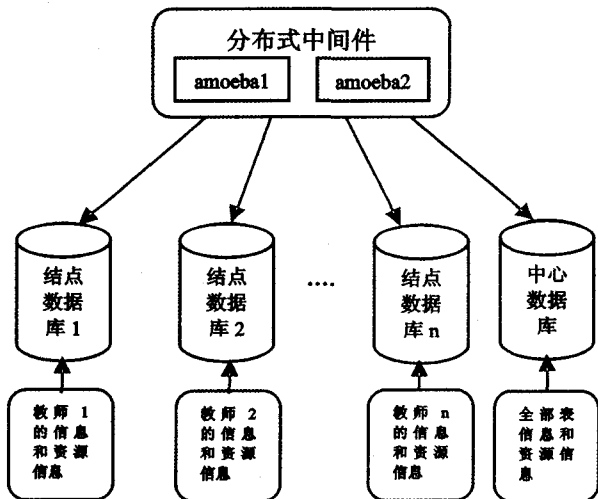 分布式中间件
amoeba1
amoeba2
结点
数据
库 1
结点
数据
库 2
....
结点
数据
库 n
中心
数据
库
教师 1
的信息
和资源
信息
教师 2
的信息
和资源
信息
教师 n
的信息
和资源
信息
全部表
信息和
资源信
息